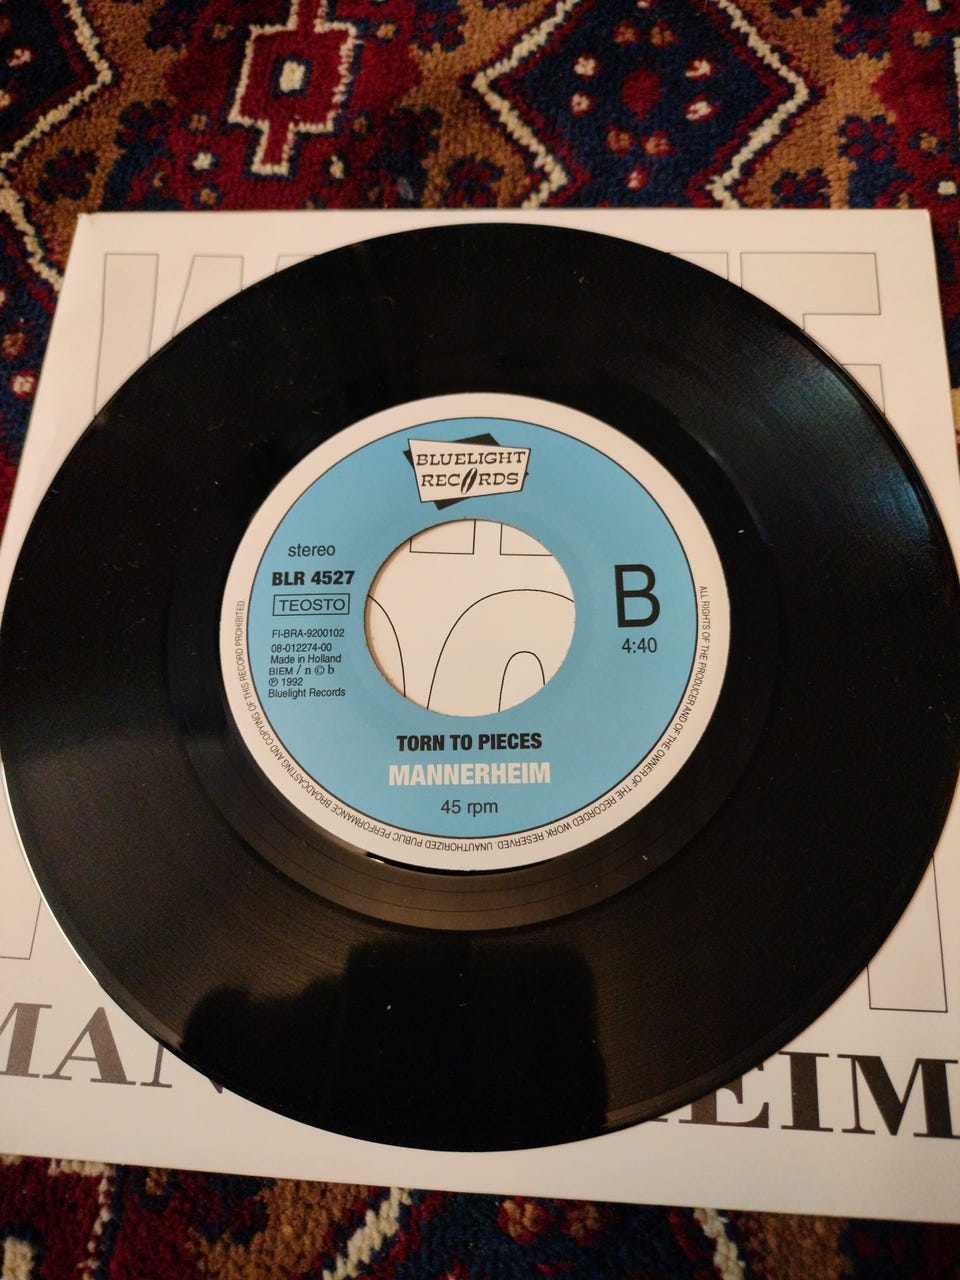 BLUELIGHT
RECORDS
stereo
BLR 4527
TEOSTO
FI-BRA-9200102
08-012274-00
Made in Holland
BIEM / n © b
℗ 1992
Bluelight Records
B
4:40
TORN TO PIECES
MANNERHEIM
45 rpm
ALL RIGHTS OF THE PRODUCER AND OF THE OWNER OF THE RECORDED WORK RESERVED. UNAUTHORIZED PUBLIC PERFORMANCE BROADCASTING AND COPYING OF THIS RECORD PROHIBITED.
MAN
HEIM